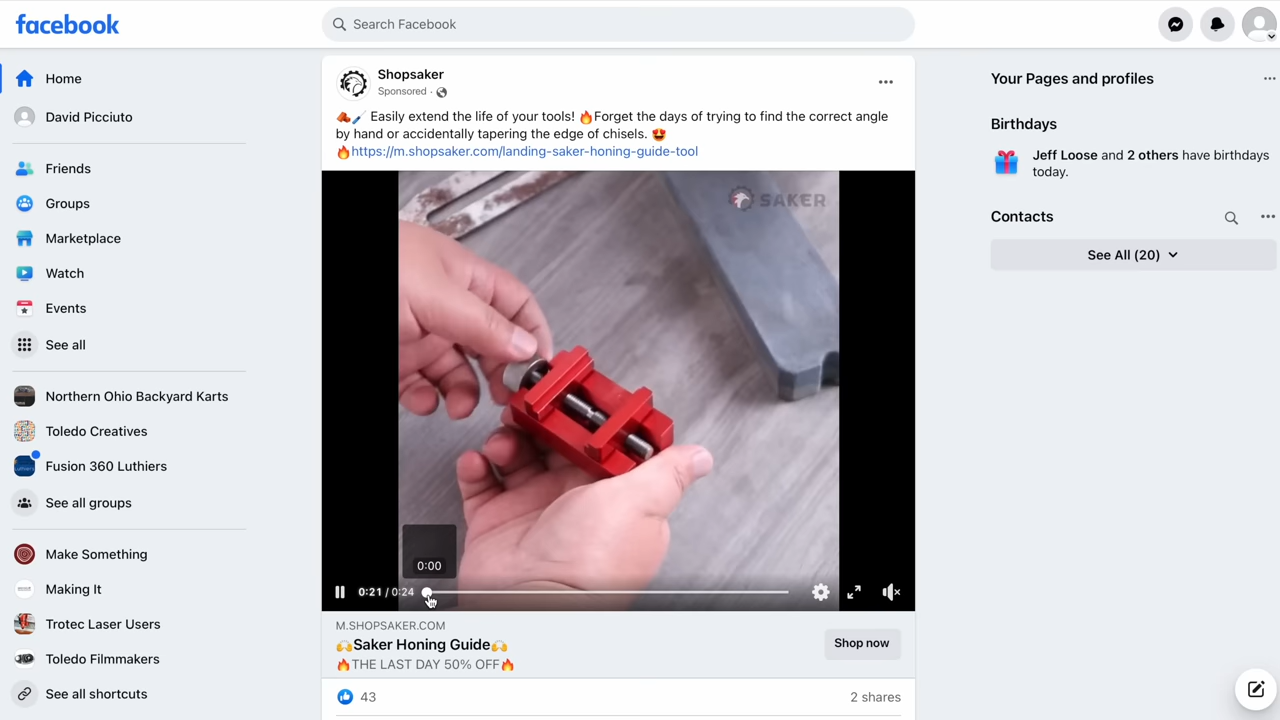 facebook
Search Facebook
Home
David Picciuto
Friends
Groups
Marketplace
Watch
Events
See all
Northern Ohio Backyard Karts
Toledo Creatives
Fusion 360 Luthiers
See all groups
Make Something
Making It
Trotec Laser Users
Toledo Filmmakers
See all shortcuts
Shopsaker
Sponsored ·
Easily extend the life of your tools! 🔥Forget the days of trying to find the correct angle
by hand or accidentally tapering the edge of chisels. 😍
🔥https://m.shopsaker.com/landing-saker-honing-guide-tool
SAKER
0:00
0:21 / 0:24
M.SHOPSAKER.COM
🙌Saker Honing Guide🙌
🔥THE LAST DAY 50% OFF🔥
Shop now
43
2 shares
Your Pages and profiles
Birthdays
Jeff Loose and 2 others have birthdays
today.
Contacts
See All (20)